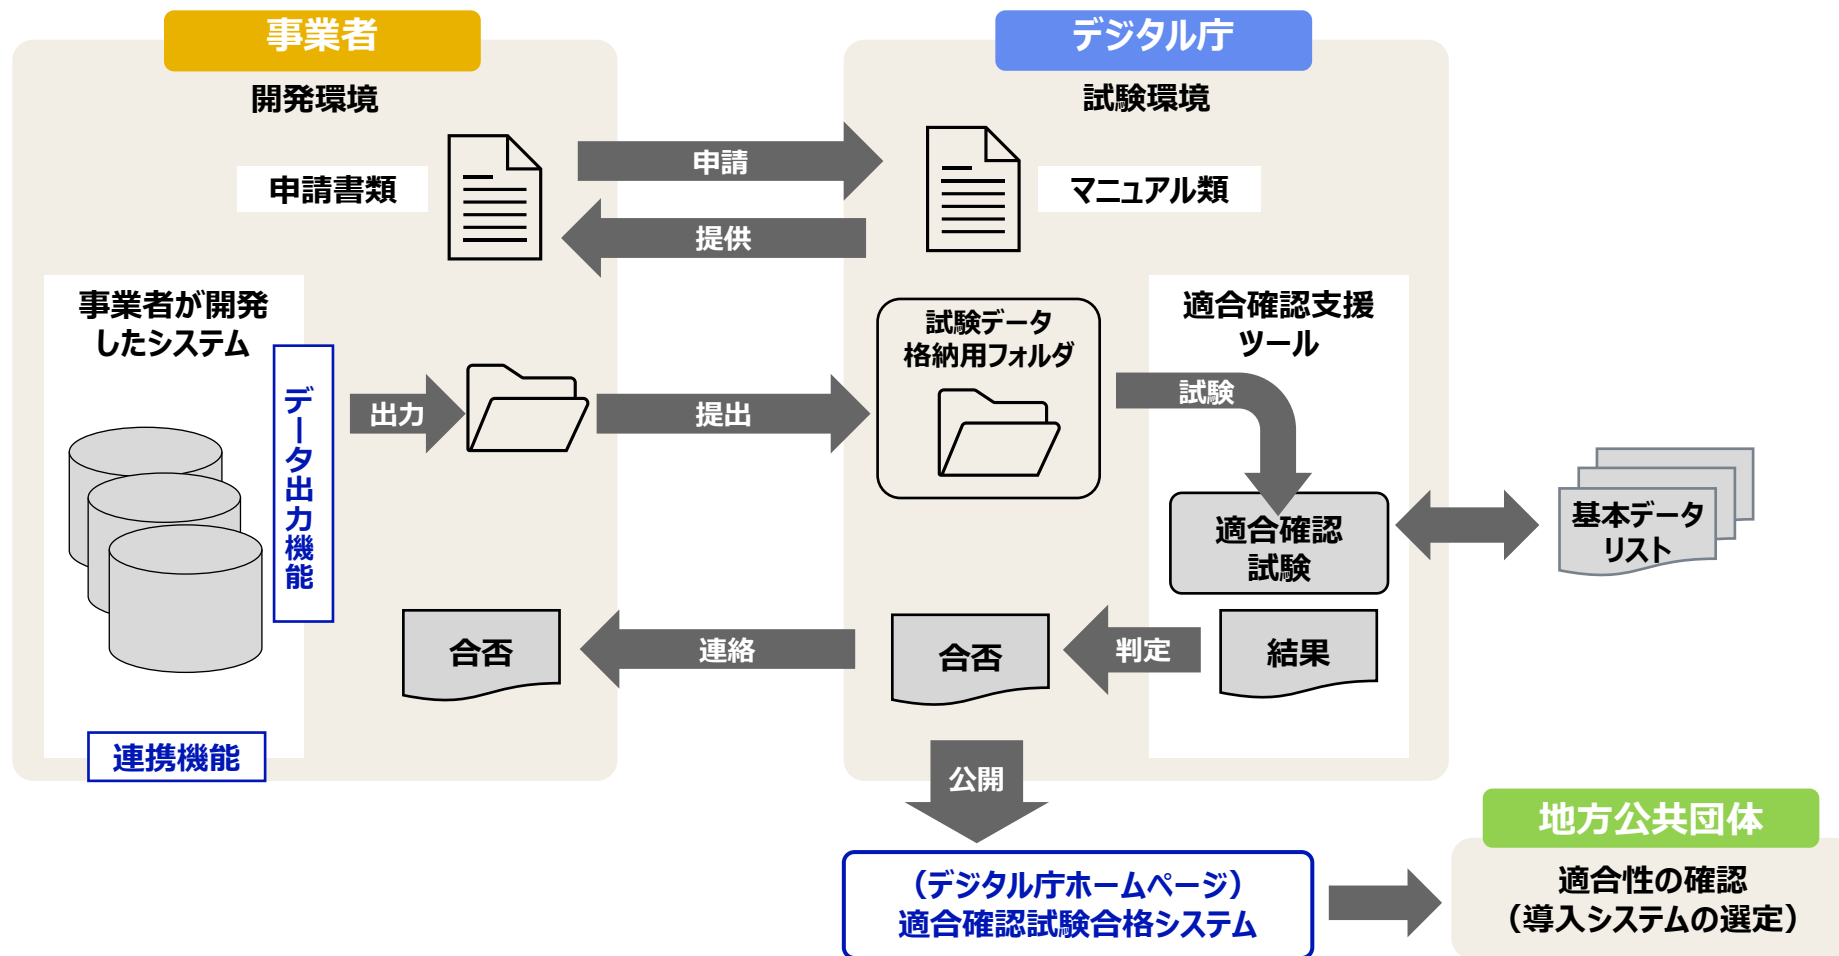 事業者
デジタル庁
開発環境
試験環境
申請書類
申請
マニュアル類
提供
事業者が開発
したシステム
データ出力機能
出力
提出
試験データ
格納用フォルダ
試験
適合確認支援
ツール
適合確認
試験
基本データ
リスト
合否
連絡
合否
判定
結果
連携機能
公開
（デジタル庁ホームページ）
適合確認試験合格システム
地方公共団体
適合性の確認
（導入システムの選定）